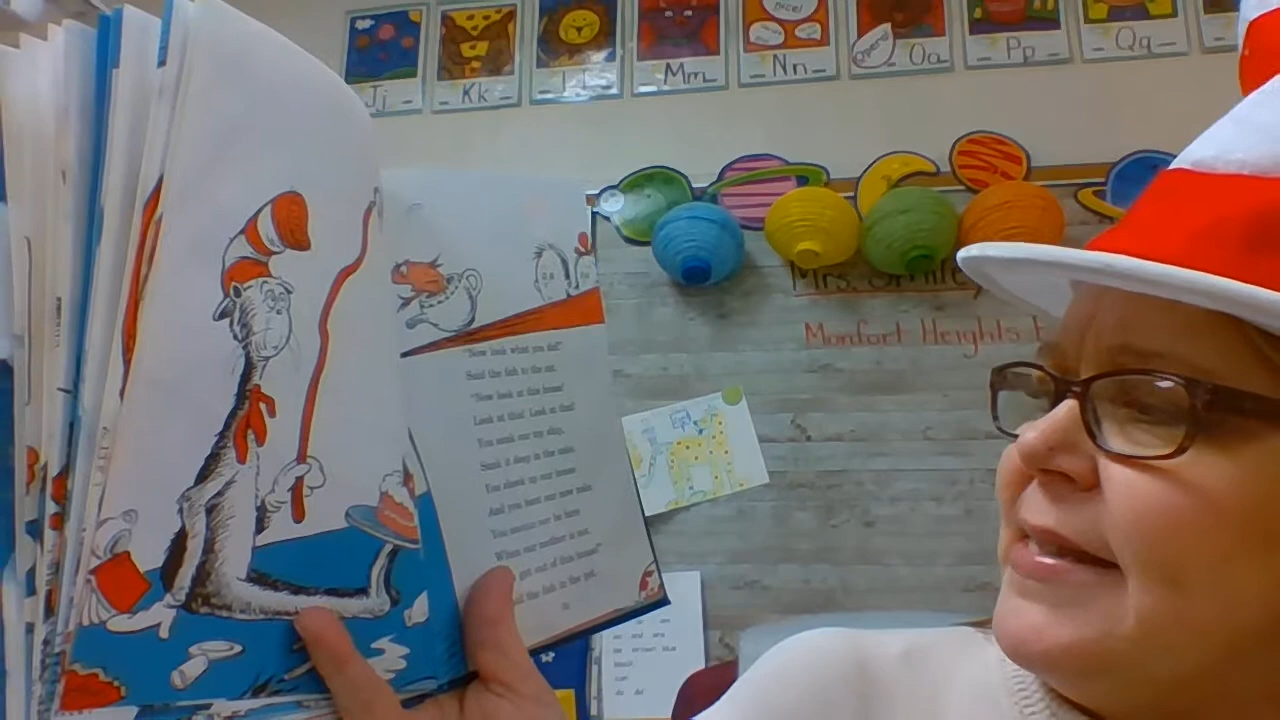 Jj
Kk
Ll
Mm
Nn
Oo
Pp
Qq
nice!
Mrs.
Monfort Heights
"Now look what you did!"
Said the fish to the cat.
"Now look at this house!
Look at this! Look at that!
You sank our toy ship,
Sank it deep in the cake.
You shook up our house
And you bent our new rake.
You should not be here
When our mother is not.
get out of this house!"
the fish in the pot.